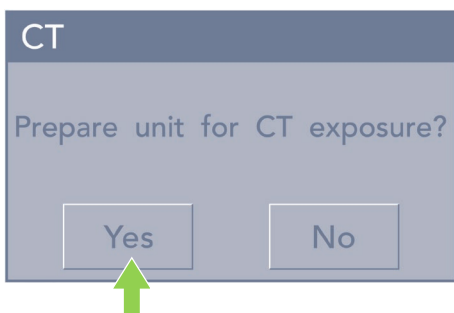 CT
Prepare unit for CT exposure?
Yes No